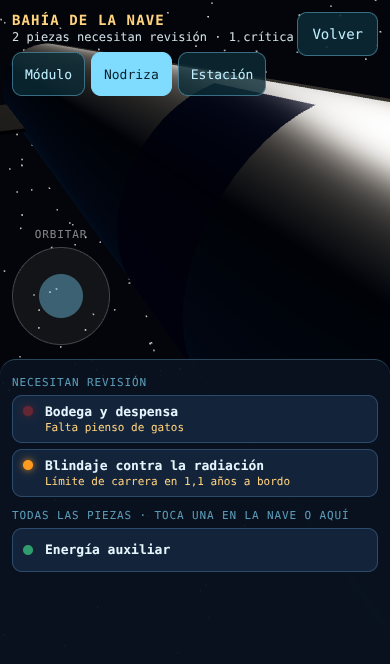 BAHÍA DE LA NAVE
2 piezas necesitan revisión · 1 crítica
Volver
Módulo
Nodriza
Estación
ORBITAR
NECESITAN REVISIÓN
Bodega y despensa
Falta pienso de gatos
Blindaje contra la radiación
Límite de carrera en 1,1 años a bordo
TODAS LAS PIEZAS · TOCA UNA EN LA NAVE O AQUÍ
Energía auxiliar